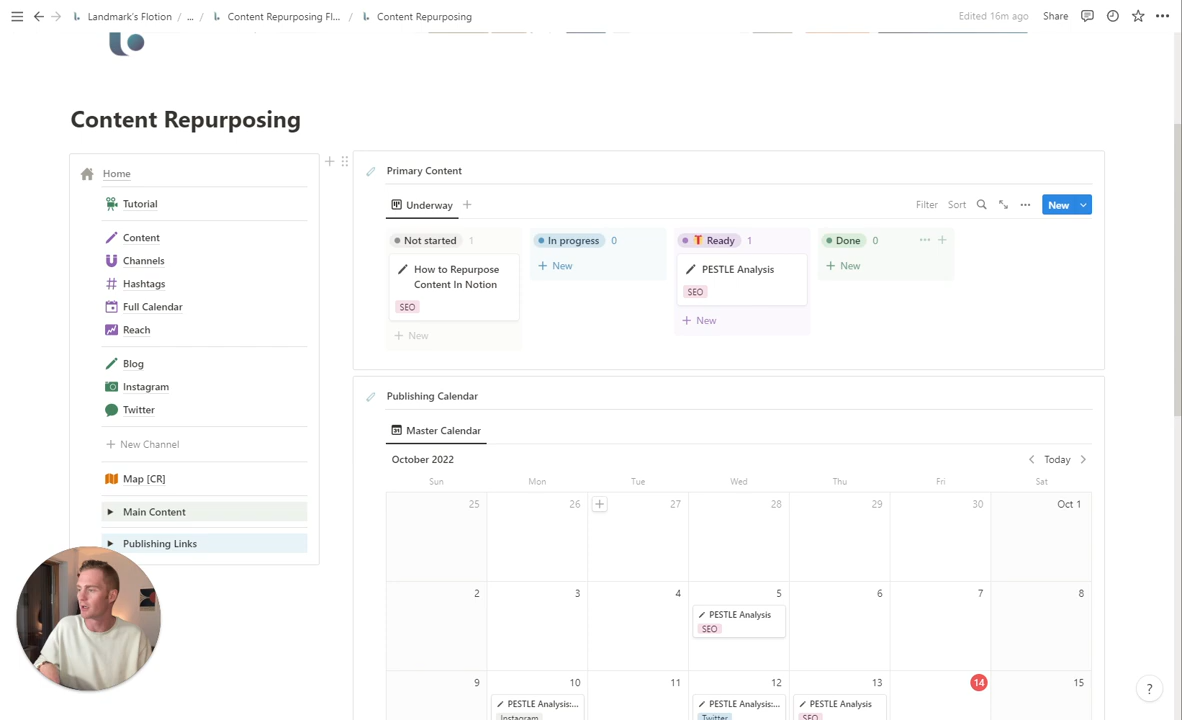 Landmark's Flotion / ... / Content Repurposing Fl... / Content Repurposing
Edited 16m ago Share
Content Repurposing
Home
Tutorial
Content
Channels
Hashtags
Full Calendar
Reach
Blog
Instagram
Twitter
New Channel
Map [CR]
Main Content
Publishing Links
Primary Content
Underway
Filter Sort New
Not started 1
How to Repurpose
Content In Notion
SEO
New
In progress 0
New
Ready 1
PESTLE Analysis
SEO
New
Done 0
New
Publishing Calendar
Master Calendar
October 2022 Today
Sun Mon Tue Wed Thu Fri Sat
25 26 27 28 29 30 Oct 1
2 3 4 5 6 7 8
PESTLE Analysis
SEO
9 10 11 12 13 14 15
PESTLE Analysis:... PESTLE Analysis:... PESTLE Analysis
Instagram Twitter SEO
?